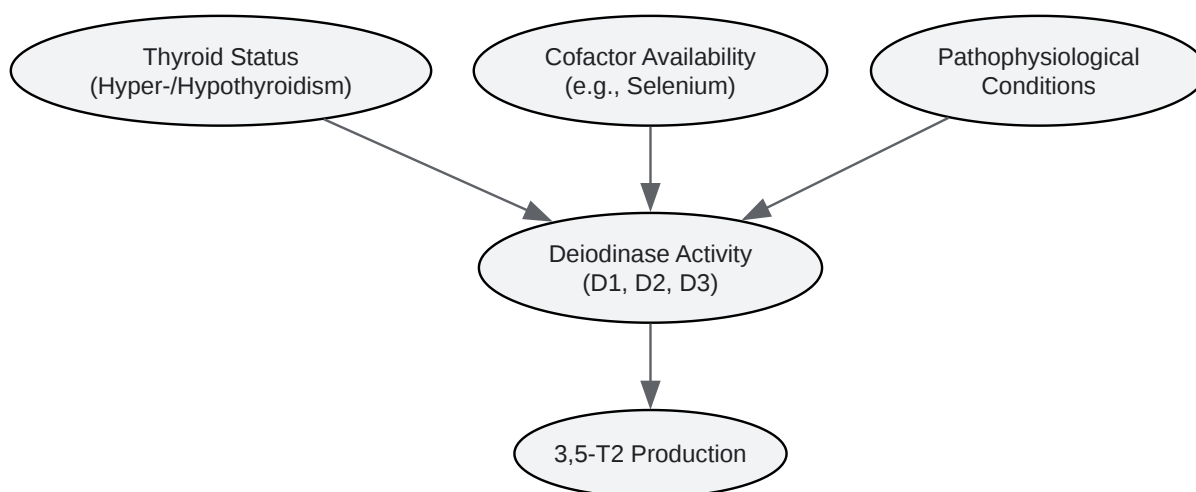 Thyroid Status
(Hyper-/Hypothyroidism)
Cofactor Availability
(e.g., Selenium)
Pathophysiological
Conditions
Deiodinase Activity
(D1, D2, D3)
3,5-T2 Production